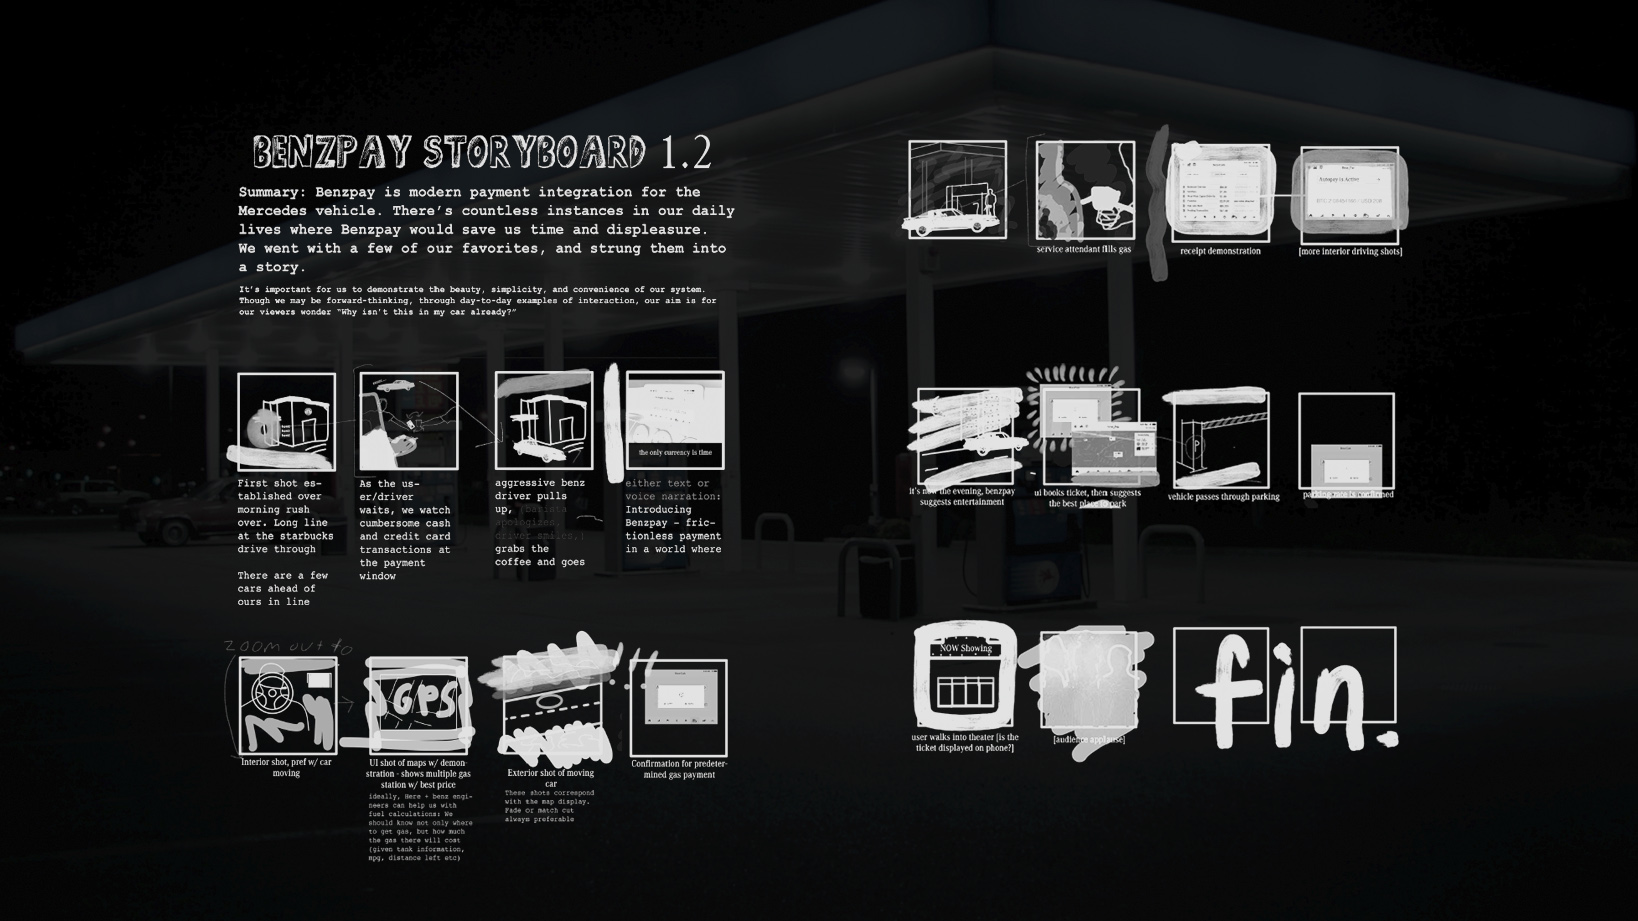 BENZPAY STORYBOARD 1.2
Summary: Benzpay is modern payment integration for the
Mercedes vehicle. There's countless instances in our daily
lives where Benzpay would save us time and displeasure.
We went with a few of our favorites, and strung them into
a story.
It's important for us to demonstrate the beauty, simplicity, and convenience of our system.
Though we may be forward-thinking, through day-to-day examples of interaction, our aim is for
our viewers wonder "Why isn't this in my car already?"
First shot es-
tablished over
morning rush
over. Long line
at the starbucks
drive through
There are a few
cars ahead of
ours in line
As the us-
er/driver
waits, we watch
cumbersome cash
and credit card
transactions at
the payment
window
aggressive benz
driver pulls
up, (barista
apologizes,
driver smiles,)
grabs the
coffee and goes
the only currency is time
either text or
voice narration:
Introducing
Benzpay - fric-
tionless payment
in a world where
zoom out to
Interior shot, pref w/ car
moving
GPS
UI shot of maps w/ demon-
stration - shows multiple gas
station w/ best price
ideally, Here + benz engi-
neers can help us with
fuel calculations: We
should know not only where
to get gas, but how much
the gas there will cost
(given tank information,
mpg, distance left etc)
Exterior shot of moving
car
These shots correspond
with the map display.
Fade or match cut
always preferable
Confirmation for predeter-
mined gas payment
service attendant fills gas
receipt demonstration
Autopay is Active
[more interior driving shots]
it's now the evening, benzpay
suggests entertainment
ui books ticket, then suggests
the best place to park
P
vehicle passes through parking
parking rate is confirmed
NOW Showing
user walks into theater [is the
ticket displayed on phone?]
[audience applause]
fin.